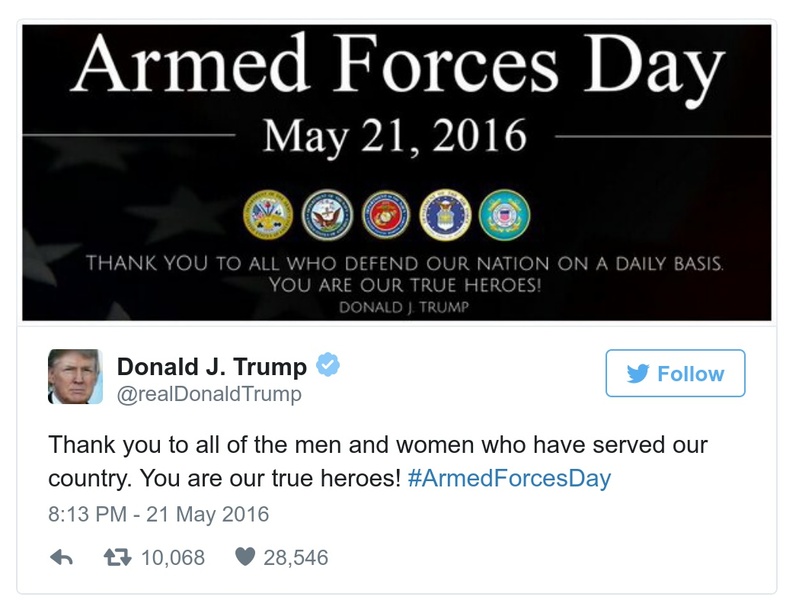 Armed Forces Day
May 21, 2016
THANK YOU TO ALL WHO DEFEND OUR NATION ON A DAILY BASIS.
YOU ARE OUR TRUE HEROES!
DONALD J. TRUMP
Donald J. Trump
@realDonaldTrump
Follow
Thank you to all of the men and women who have served our
country. You are our true heroes! #ArmedForcesDay
8:13 PM - 21 May 2016
10,068 28,546